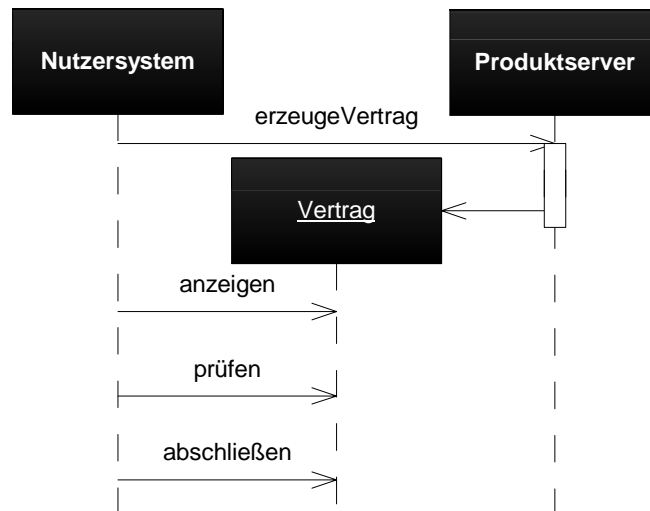 Nutzersystem
Produktserver
erzeugeVertrag
Vertrag
anzeigen
prüfen
abschließen